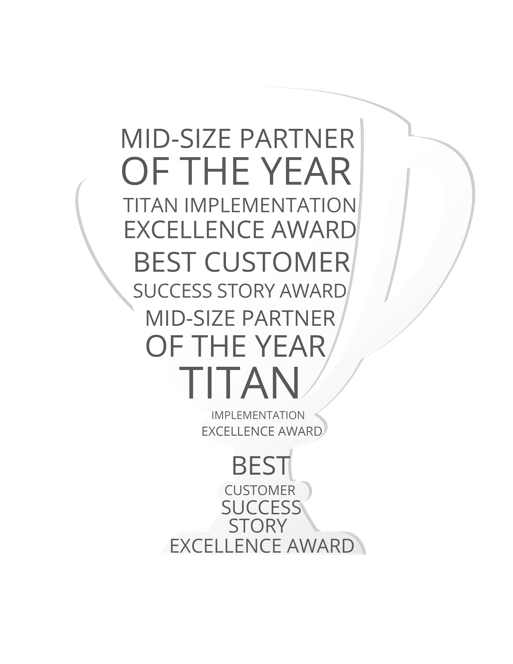 MID-SIZE PARTNER
OF THE YEAR
TITAN IMPLEMENTATION
EXCELLENCE AWARD
BEST CUSTOMER
SUCCESS STORY AWARD
MID-SIZE PARTNER
OF THE YEAR
TITAN
IMPLEMENTATION
EXCELLENCE AWARD
BEST
CUSTOMER
SUCCESS
STORY
EXCELLENCE AWARD